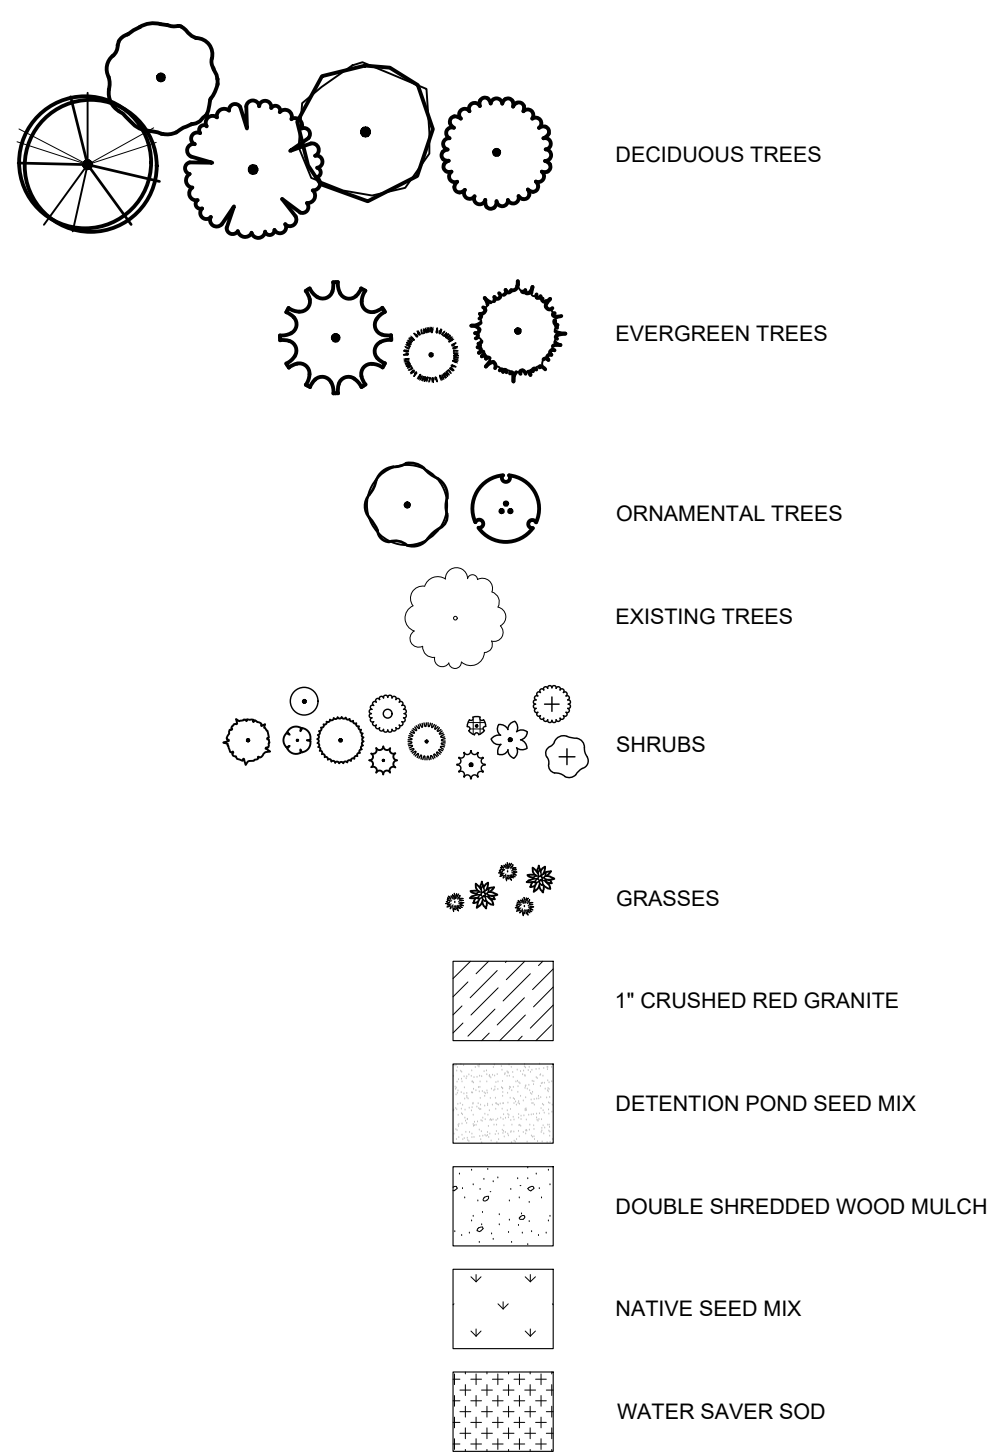 DECIDUOUS TREES
EVERGREEN TREES
ORNAMENTAL TREES
EXISTING TREES
SHRUBS
GRASSES
1" CRUSHED RED GRANITE
DETENTION POND SEED MIX
DOUBLE SHREDDED WOOD MULCH
NATIVE SEED MIX
WATER SAVER SOD